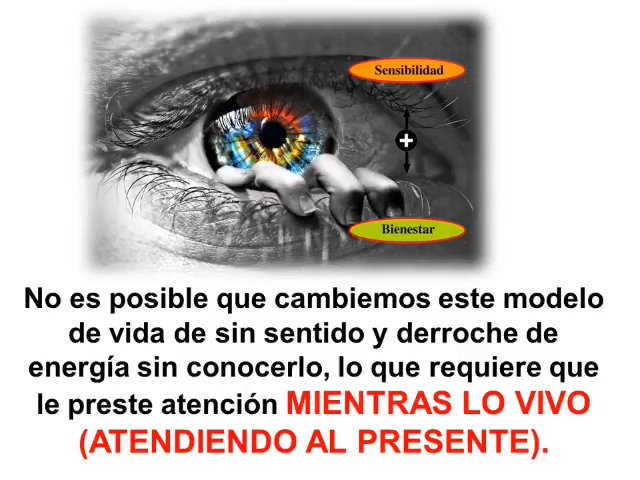 Sensibilidad
+
Bienestar
No es posible que cambiemos este modelo
de vida de sin sentido y derroche de
energía sin conocerlo, lo que requiere que
le preste atención MIENTRAS LO VIVO
(ATENDIENDO AL PRESENTE).